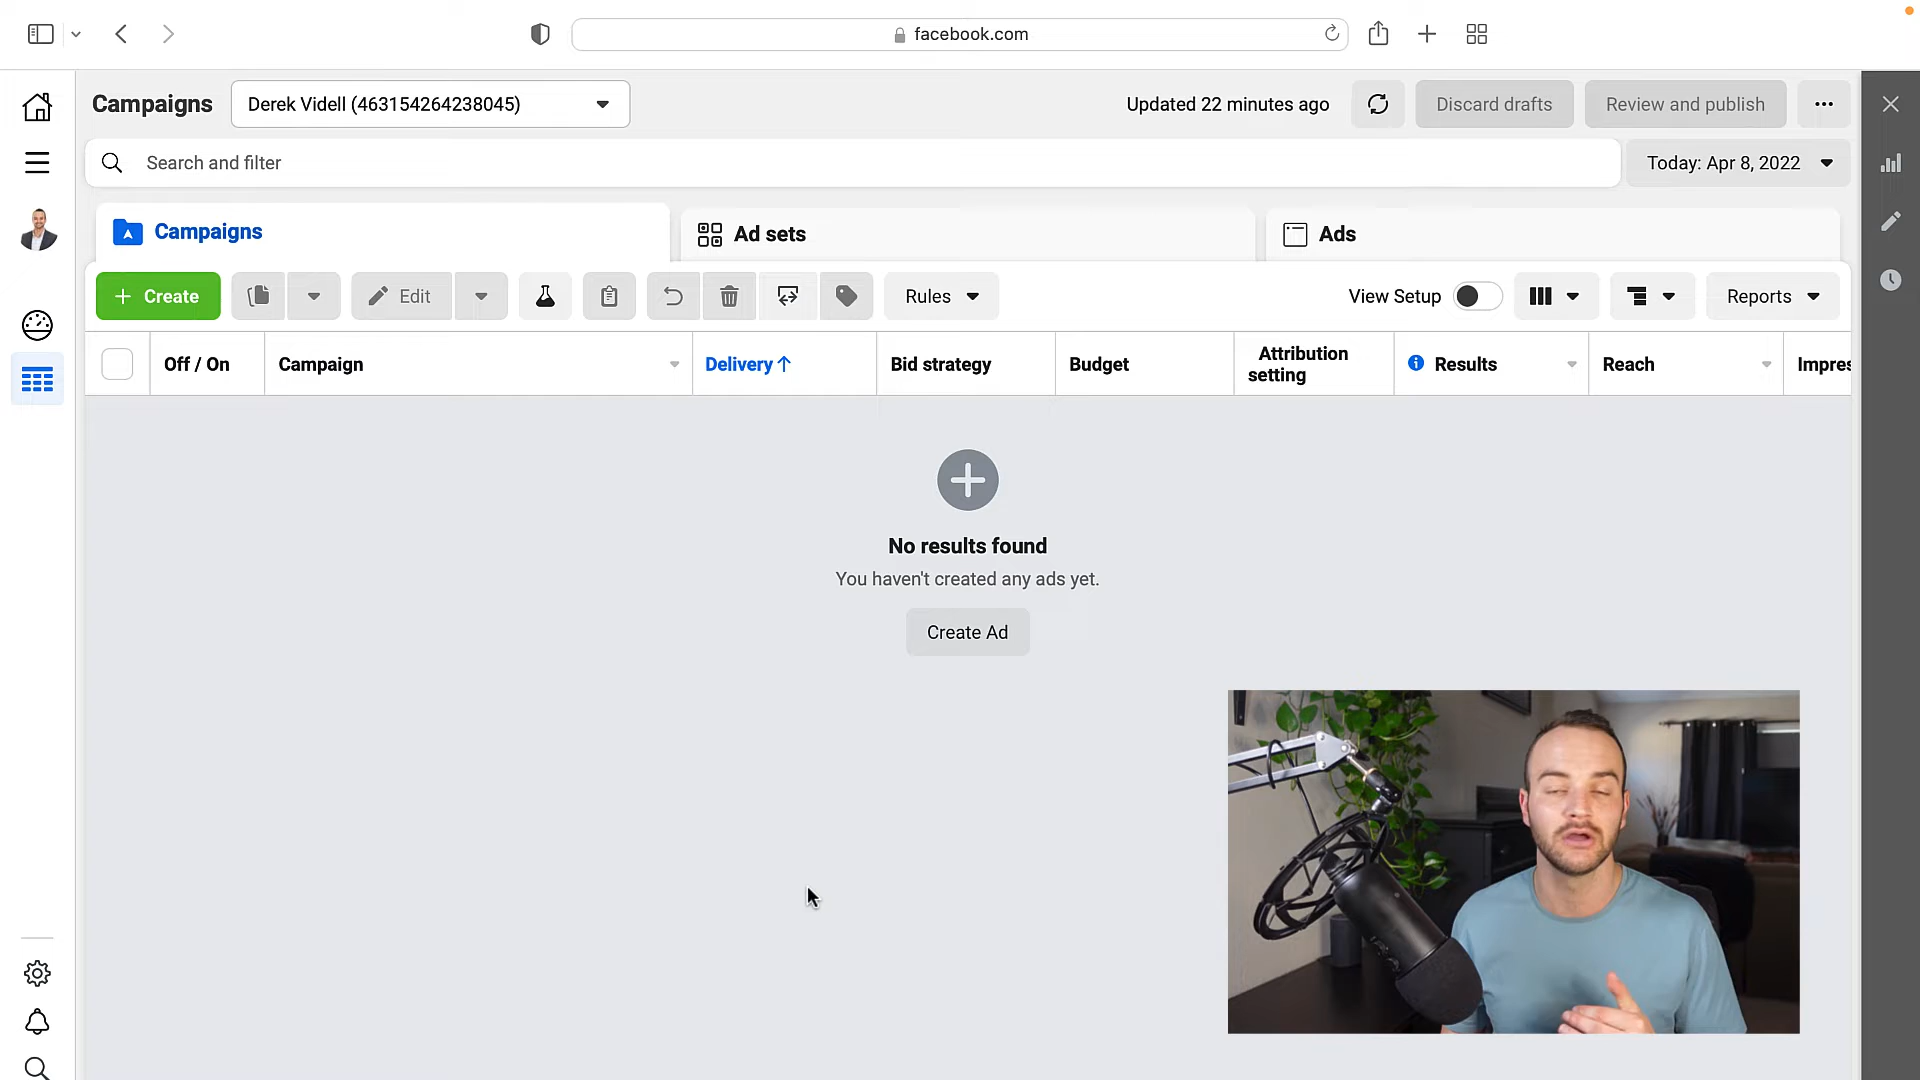 facebook.com
Campaigns
Derek Videll (463154264238045)
Updated 22 minutes ago
Discard drafts
Review and publish
Search and filter
Today: Apr 8, 2022
Campaigns
Ad sets
Ads
+ Create
Edit
Rules
View Setup
Reports
Off / On
Campaign
Delivery ↑
Bid strategy
Budget
Attribution
setting
Results
Reach
Impres
No results found
You haven't created any ads yet.
Create Ad